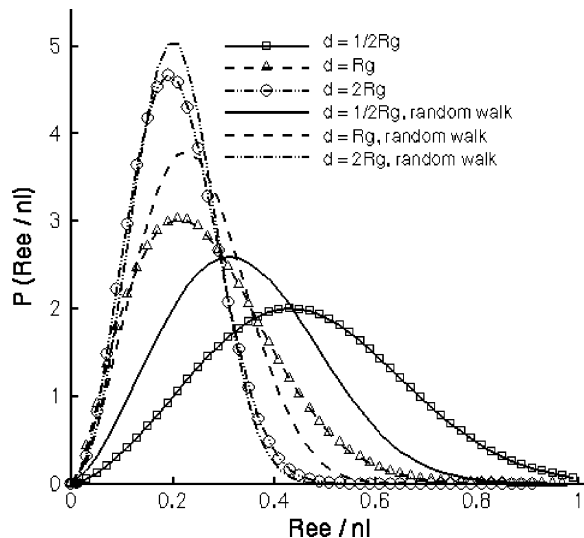 d = 1/2Rg
d = Rg
d = 2Rg
d = 1/2Rg, random walk
d = Rg, random walk
d = 2Rg, random walk
P (Ree / nl)
5
4
3
2
1
0
0
0.2
0.4
0.6
0.8
1
Ree / nl